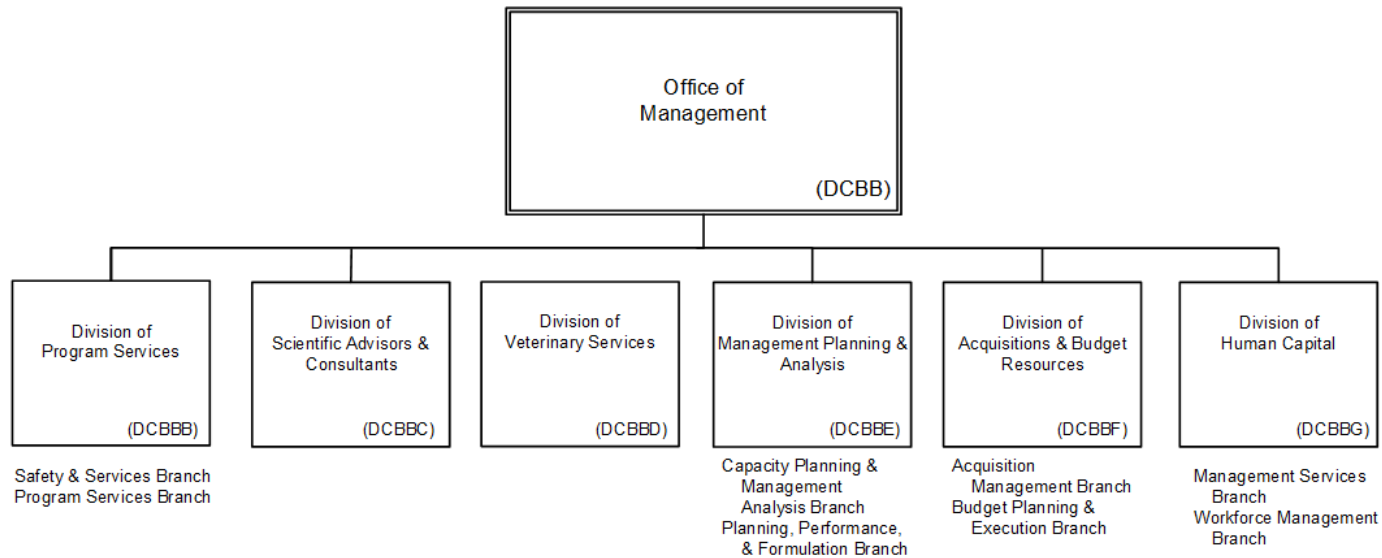 Office of
Management
(DCBB)
Division of
Program Services
(DCBBB)
Safety & Services Branch
Program Services Branch
Division of
Scientific Advisors &
Consultants
(DCBBC)
Division of
Veterinary Services
(DCBBD)
Division of
Management Planning &
Analysis
(DCBBE)
Capacity Planning &
Management
Analysis Branch
Planning, Performance,
& Formulation Branch
Division of
Acquisitions & Budget
Resources
(DCBBF)
Acquisition
Management Branch
Budget Planning &
Execution Branch
Division of
Human Capital
(DCBBG)
Management Services
Branch
Workforce Management
Branch